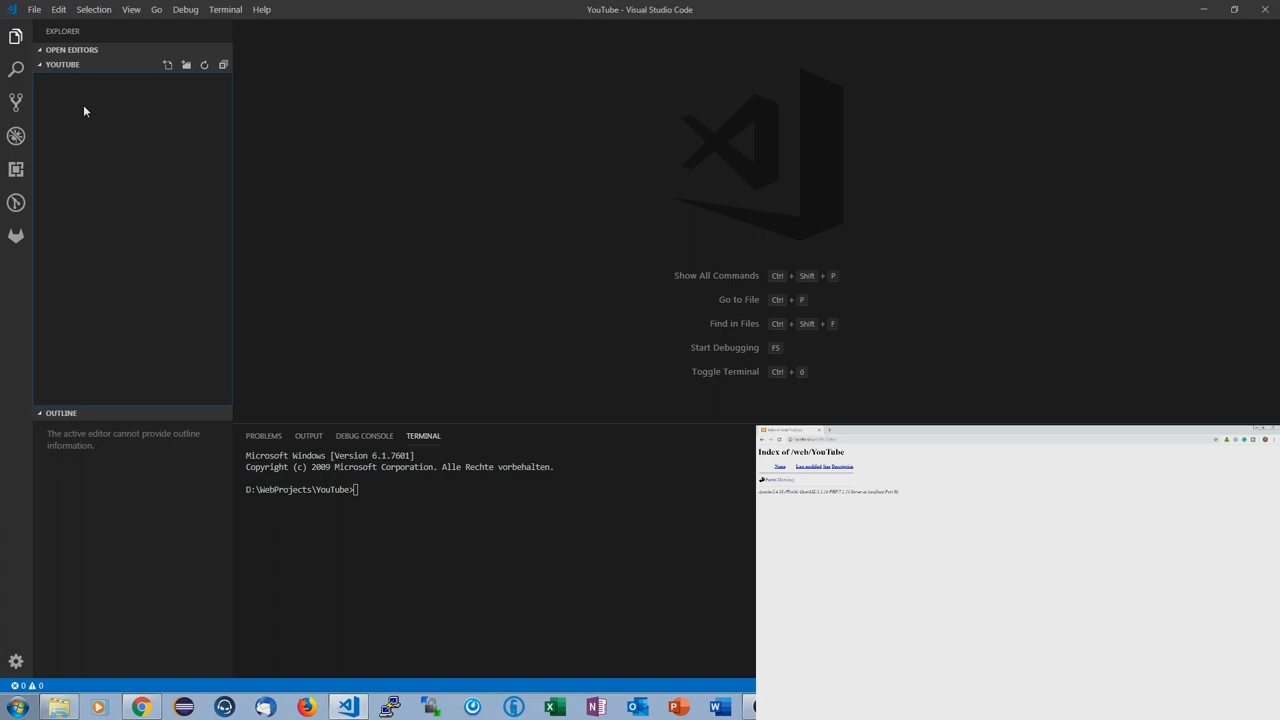 File Edit Selection View Go Debug Terminal Help
YouTube - Visual Studio Code
EXPLORER
OPEN EDITORS
YOUTUBE
Show All Commands Ctrl + Shift + P
Go to File Ctrl + P
Find in Files Ctrl + Shift + F
Start Debugging F5
Toggle Terminal Ctrl + ö
OUTLINE
The active editor cannot provide outline
information.
PROBLEMS OUTPUT DEBUG CONSOLE TERMINAL
Microsoft Windows [Version 6.1.7601]
Copyright (c) 2009 Microsoft Corporation. Alle Rechte vorbehalten.
D:\WebProjects\YouTube>
Index of /web/YouTube
Name Last modified Size Description
Parent Directory
0 0